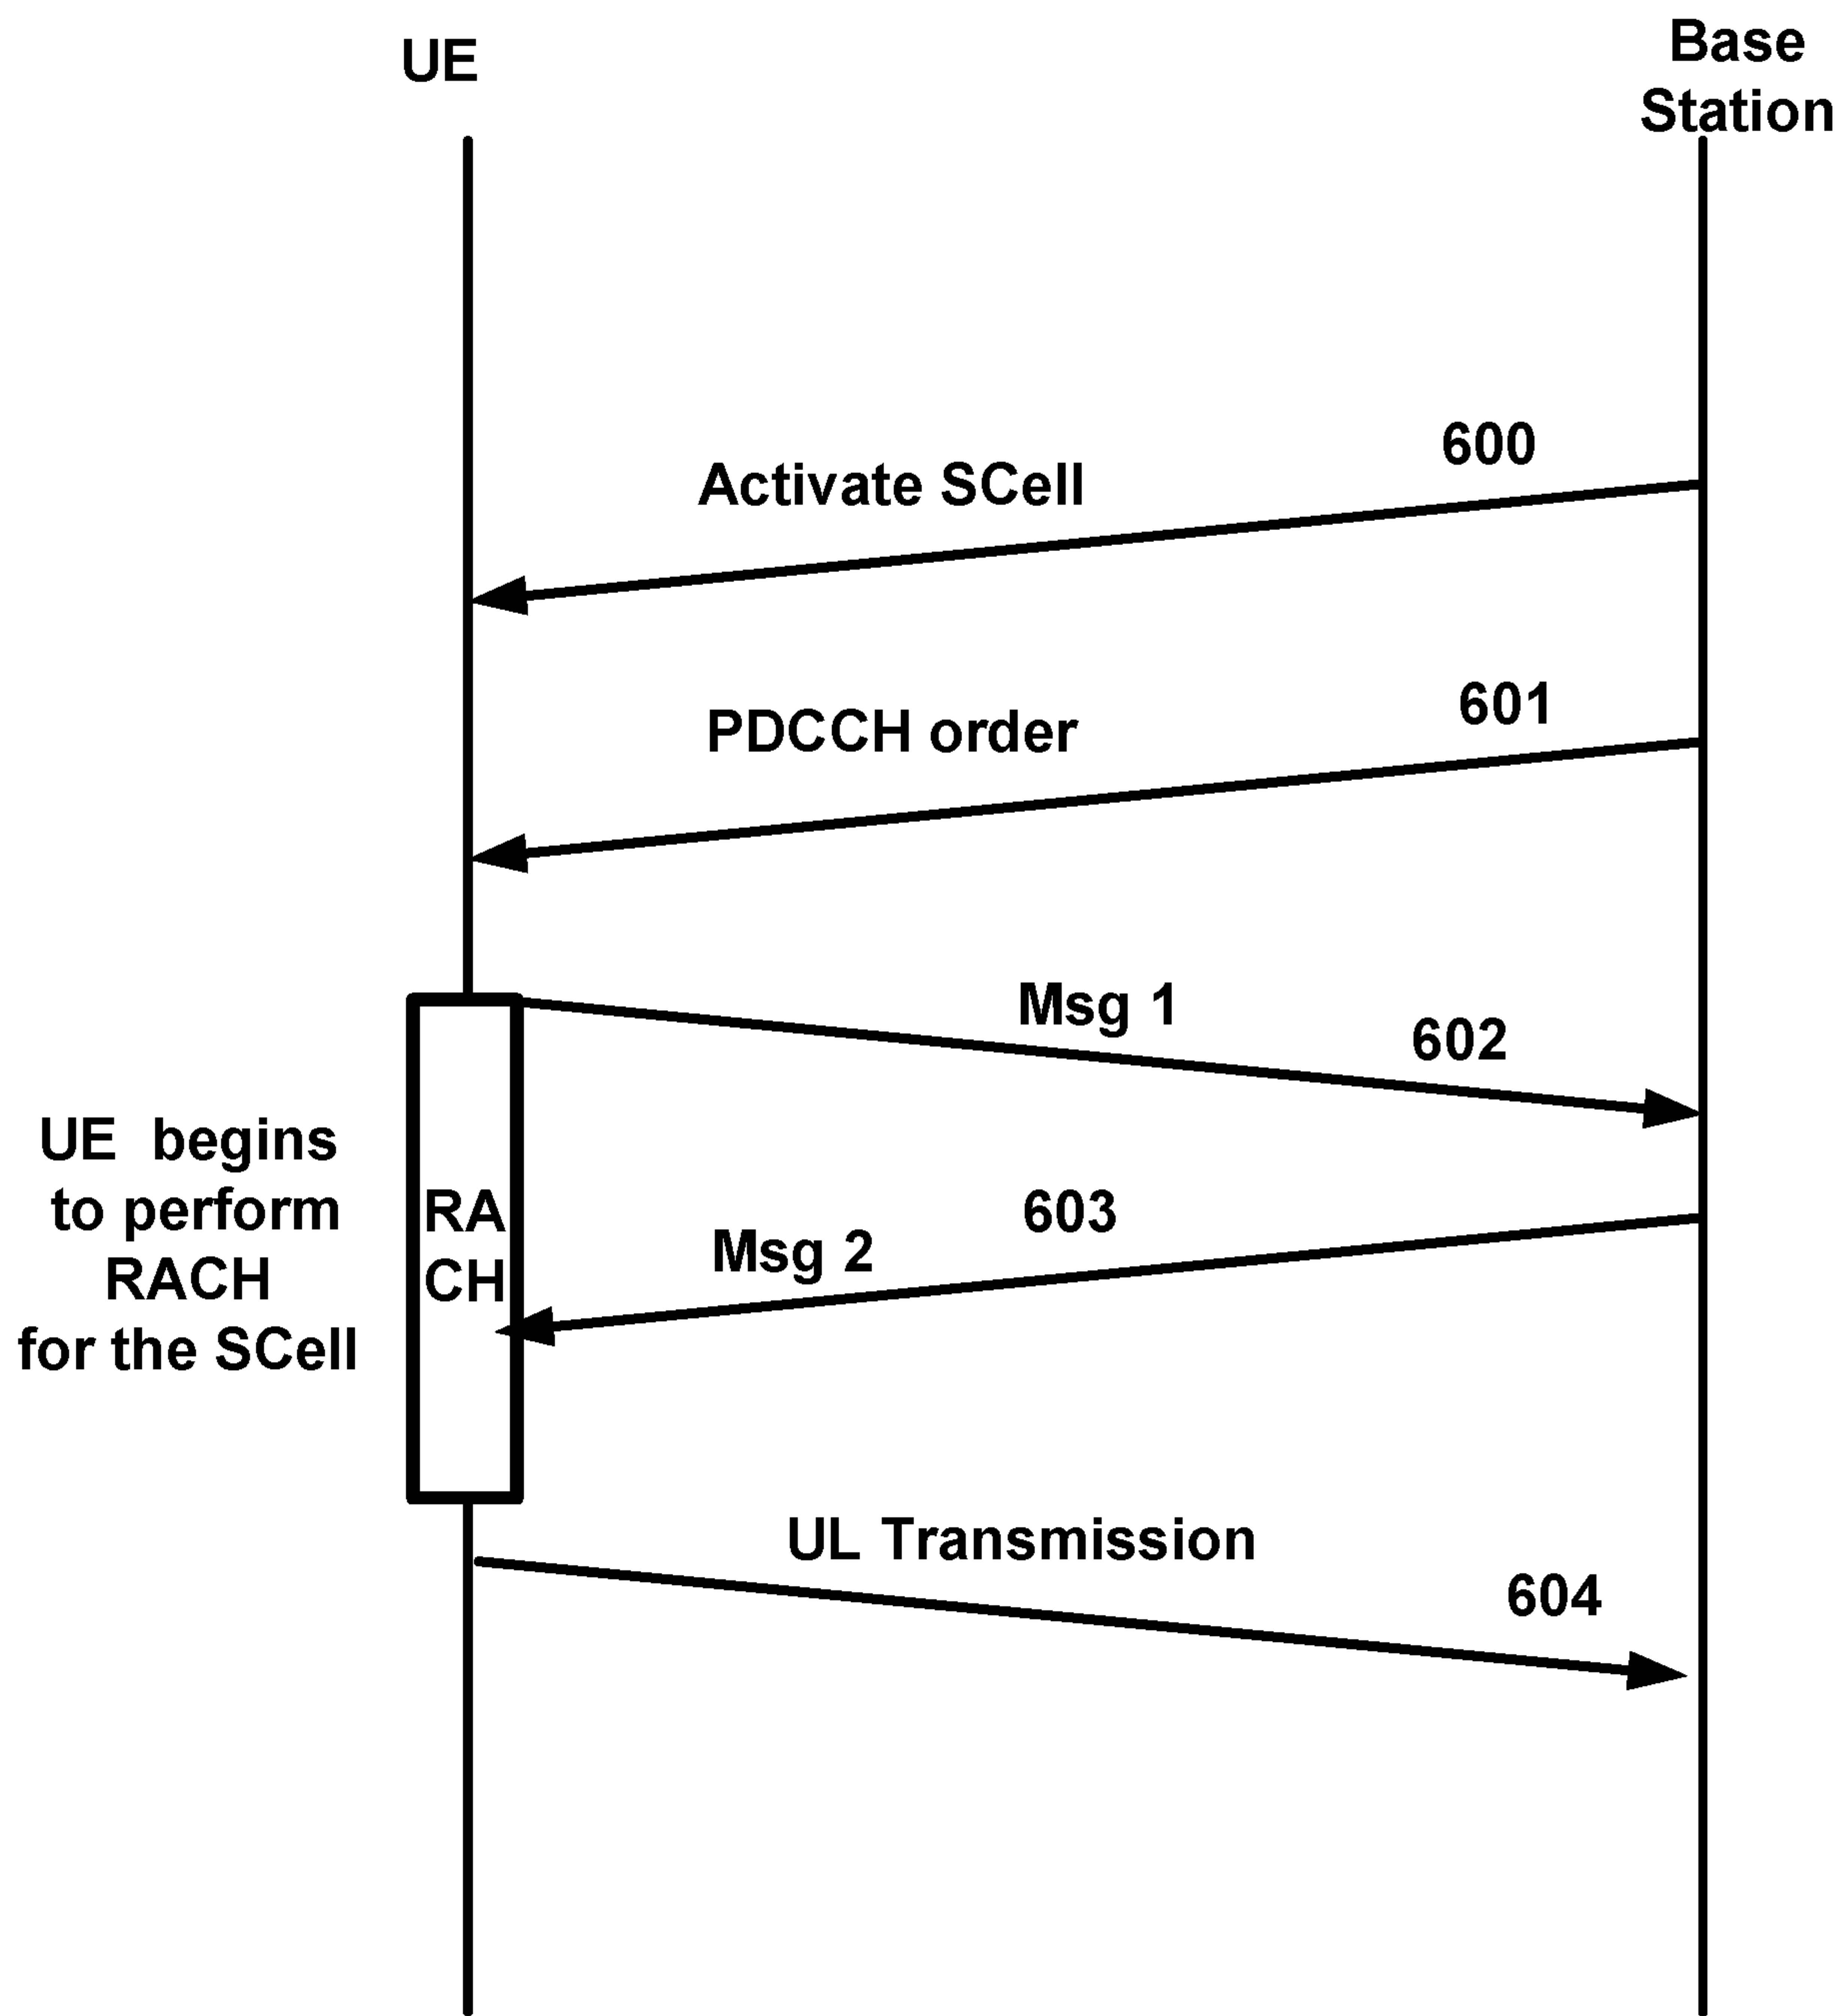 UE
Base
Station
600
Activate SCell
601
PDCCH order
Msg 1
602
UE begins
to perform
RACH
for the SCell
RA
CH
603
Msg 2
UL Transmission
604